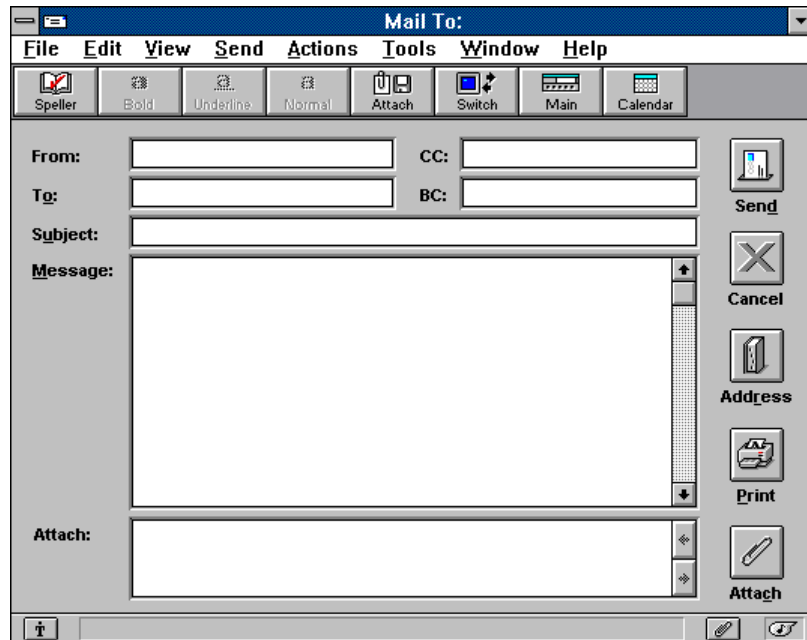 Mail To:
File Edit View Send Actions Tools Window Help
Speller Bold Underline Normal Attach Switch Main Calendar
From: CC:
To: BC:
Send
Subject:
Message:
Cancel
Address
Print
Attach:
Attach